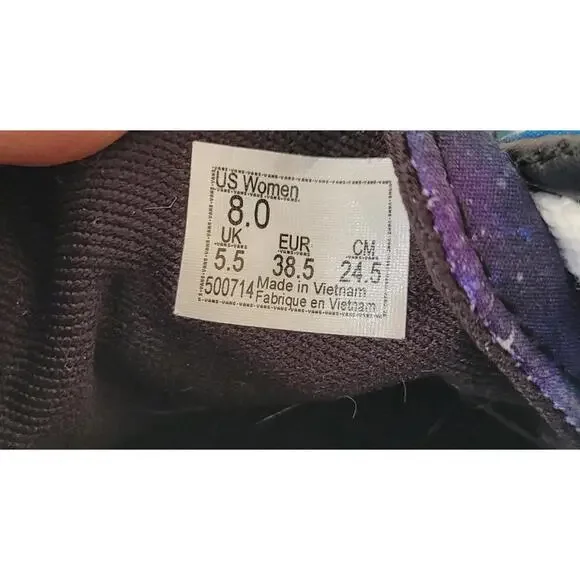 US Women
8.0
UK EUR CM
5.5 38.5 24.5
500714 Made in Vietnam
Fabrique en Vietnam